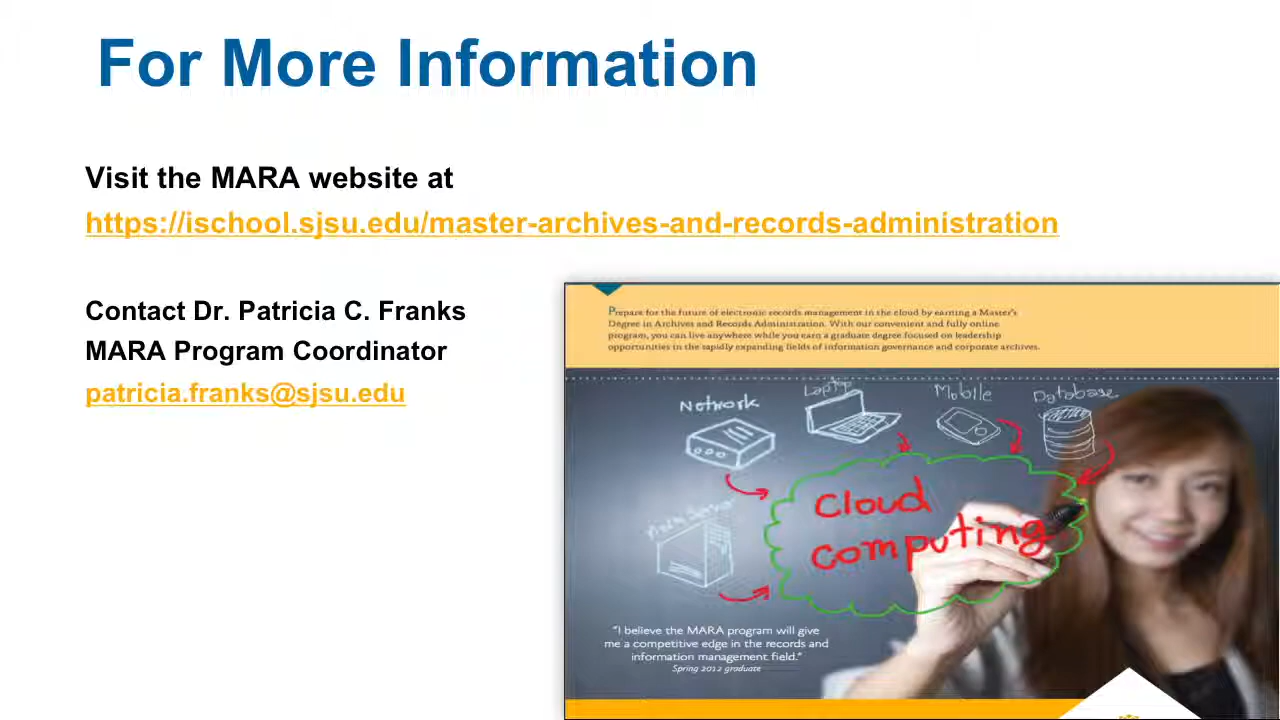 For More Information
Visit the MARA website at
https://ischool.sjsu.edu/master-archives-and-records-administration
Contact Dr. Patricia C. Franks
MARA Program Coordinator
patricia.franks@sjsu.edu
Prepare for the future of electronic records management in the cloud by earning a Master's
Degree in Archives and Records Administration. With our convenient and fully online
program, you can live anywhere while you earn a graduate degree focused on leadership
opportunities in the rapidly expanding fields of information governance and corporate archives.
Network
Laptop
Mobile
Database
Cloud
computing
"I believe the MARA program will give
me a competitive edge in the records and
information management field."
Spring 2012 graduate